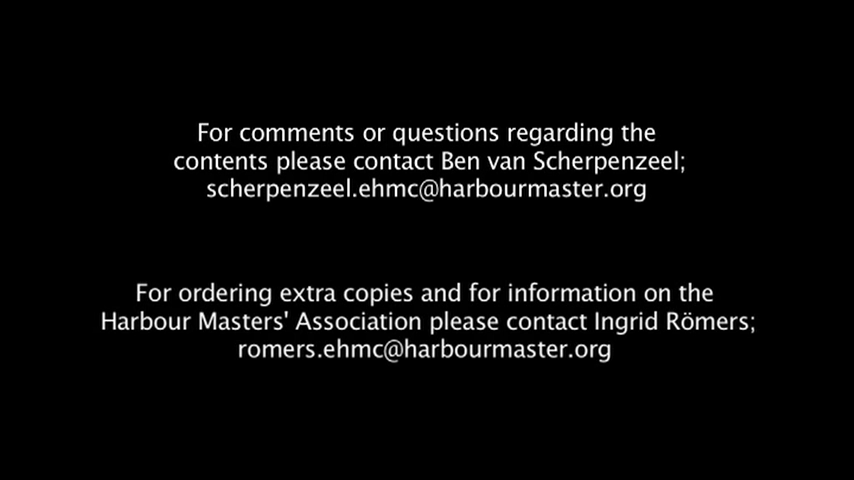 For comments or questions regarding the
contents please contact Ben van Scherpenzeel;
scherpenzeel.ehmc@harbourmaster.org
For ordering extra copies and for information on the
Harbour Masters' Association please contact Ingrid Römers;
romers.ehmc@harbourmaster.org